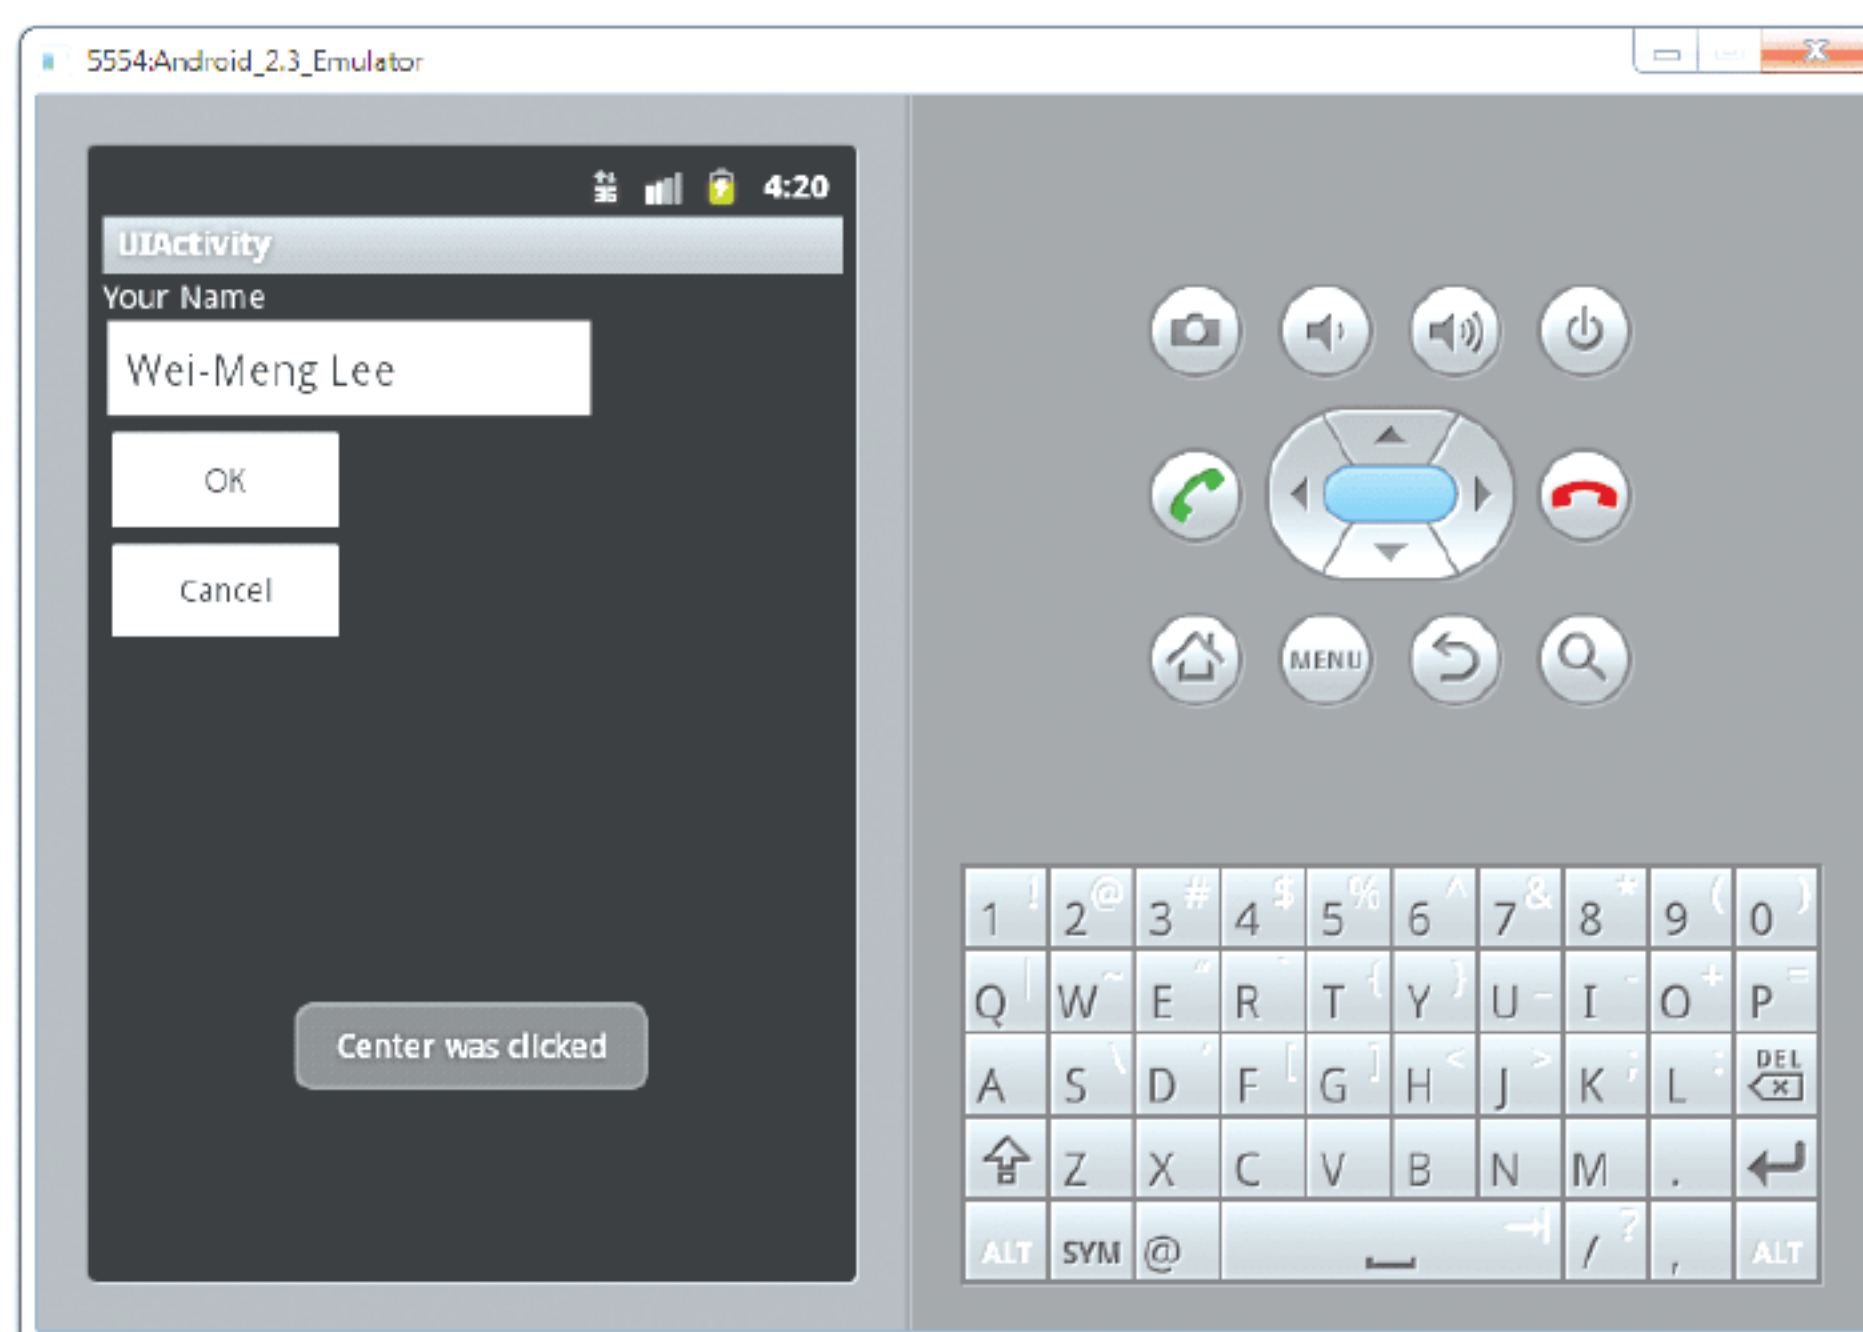 5554:Android_2.3_Emulator
3G 4:20
UIActivity
Your Name
Wei-Meng Lee
OK
Cancel
Center was clicked
MENU
1 ! 2 @ 3 # 4 $ 5 % 6 ^ 7 & 8 * 9 ( 0 )
Q | W ~ E " R ` T { Y } U _ I - O + P =
A S \ D ' F [ G ] H < J > K ; L : DEL
Z X C V B N M .
ALT SYM @ / ? , ALT